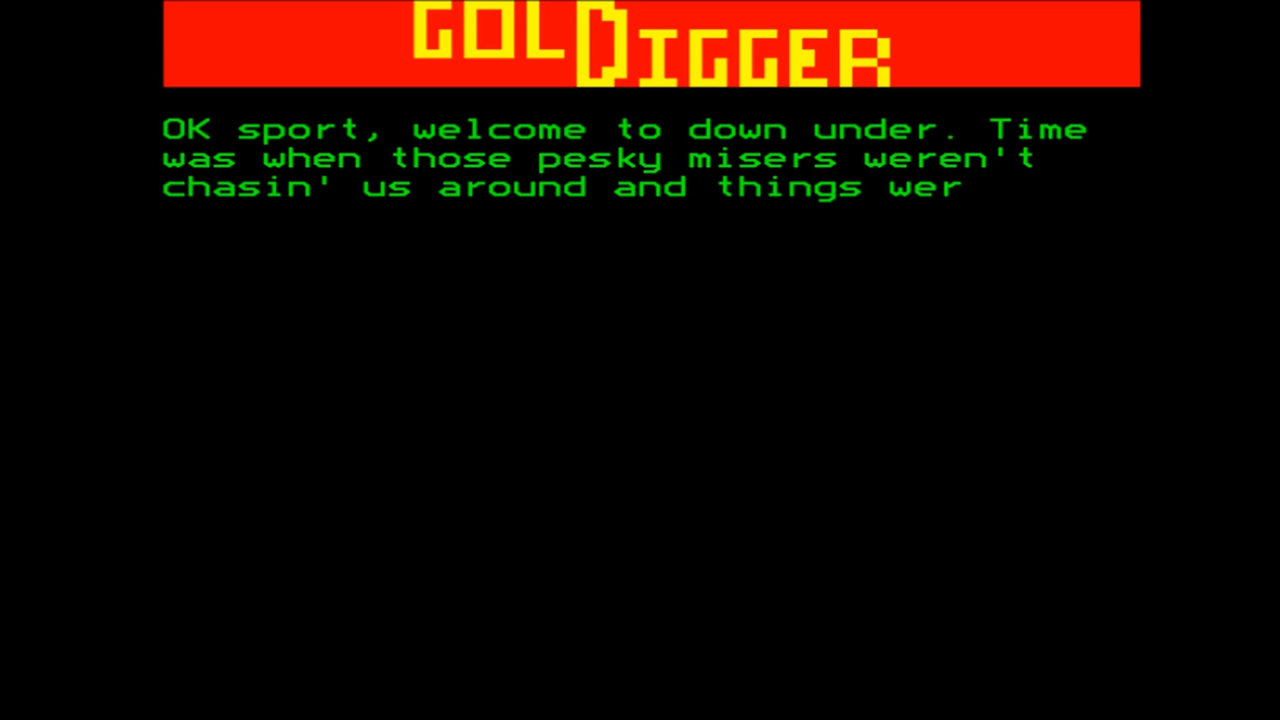 GOLDIGGER
OK sport, welcome to down under. Time
was when those pesky misers weren't
chasin' us around and things wer